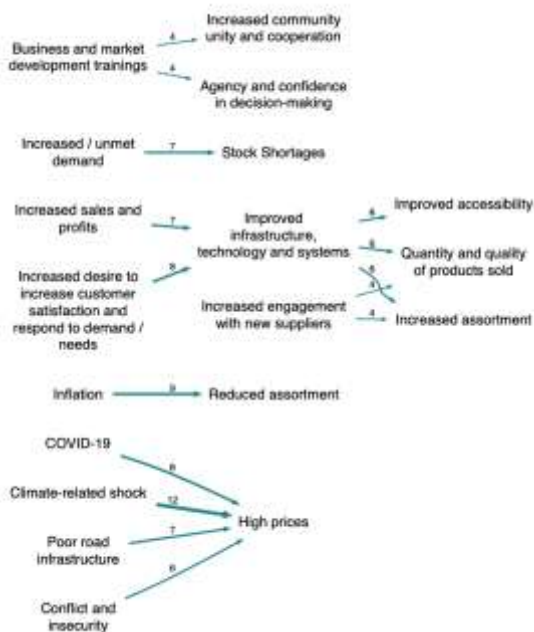 Business and market
development trainings
4
4
Increased community
unity and cooperation
Agency and confidence
in decision-making
Increased / unmet
demand
7
Stock Shortages
Increased sales and
profits
7
Increased desire to
increase customer
satisfaction and
respond to demand /
needs
Improved
infrastructure,
technology and systems
Increased engagement
with new suppliers
4
4
Improved accessibility
Quantity and quality
of products sold
Increased assortment
Inflation
Reduced assortment
COVID-19
Climate-related shock
12
Poor road
infrastructure
7
Conflict and
insecurity
High prices